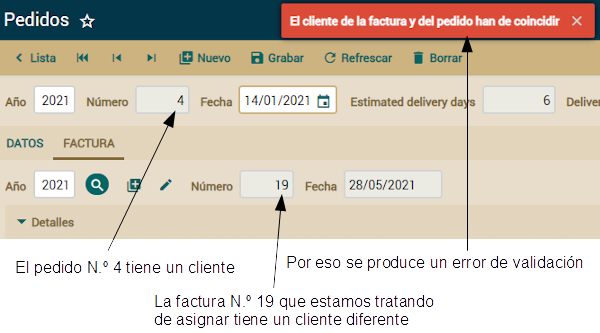 Pedidos
El cliente de la factura y del pedido han de coincidir
Lista Nuevo Grabar Refrescar Borrar
Año 2021 Número 4 Fecha 14/01/2021 Estimated delivery days 6 Deliver
DATOS FACTURA
Año 2021 Número 19 Fecha 28/05/2021
Detalles
El pedido N.º 4 tiene un cliente
Por eso se produce un error de validación
La factura N.º 19 que estamos tratando
de asignar tiene un cliente diferente